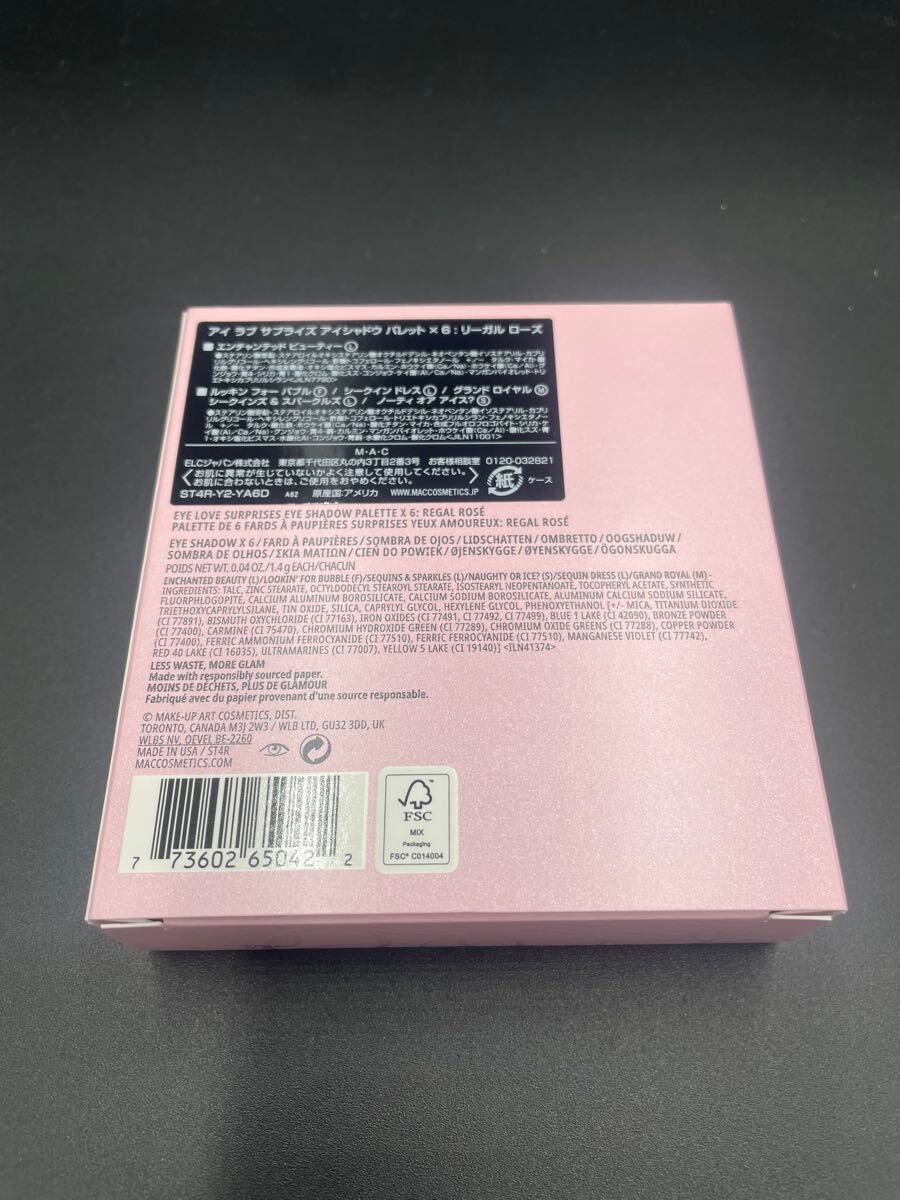 アイ ラブ サプライズ アイシャドウ パレット×6：リーガル ローズ
エンチャンテッド ビューティー Ⓛ
ルッキン フォー バブル Ⓕ / シークイン ドレス Ⓛ / グランド ロイヤル Ⓜ
シークインズ & スパークルズ Ⓛ / ノーティ オア アイス? Ⓢ
M·A·C
ELCジャパン株式会社 東京都千代田区丸の内3丁目2番3号 お客様相談室 0120-032821
お肌に異常が生じていないかよく注意して使用してください。
お肌に合わないときは、ご使用をおやめください。
紙 ケース
ST4R-Y2-YA6D A62 原産国:アメリカ WWW.MACCOSMETICS.JP
EYE LOVE SURPRISES EYE SHADOW PALETTE X 6: REGAL ROSÉ
PALETTE DE 6 FARDS À PAUPIÈRES SURPRISES YEUX AMOUREUX: REGAL ROSÉ
EYE SHADOW X 6 / FARD À PAUPIÈRES / SOMBRA DE OJOS / LIDSCHATTEN / OMBRETTO / OOGSHADUW /
SOMBRA DE OLHOS / ΣΚΙΑ ΜΑΤΙΩΝ / CIEŃ DO POWIEK / ØJENSKYGGE / ØYENSKYGGE / ÖGONSKUGGA
POIDS NET WT. 0.04 OZ./1.4 g EACH/CHACUN
ENCHANTED BEAUTY (L)/LOOKIN' FOR BUBBLE (F)/SEQUINS & SPARKLES (L)/NAUGHTY OR ICE? (S)/SEQUIN DRESS (L)/GRAND ROYAL (M) -
INGREDIENTS: TALC, ZINC STEARATE, OCTYLDODECYL STEAROYL STEARATE, ISOSTEARYL NEOPENTANOATE, TOCOPHERYL ACETATE, SYNTHETIC
FLUORPHLOGOPITE, CALCIUM ALUMINUM BOROSILICATE, CALCIUM SODIUM BOROSILICATE, ALUMINUM CALCIUM SODIUM SILICATE,
TRIETHOXYCAPRYLYLSILANE, TIN OXIDE, SILICA, CAPRYLYL GLYCOL, HEXYLENE GLYCOL, PHENOXYETHANOL [+/- MICA, TITANIUM DIOXIDE
(CI 77891), BISMUTH OXYCHLORIDE (CI 77163), IRON OXIDES (CI 77491, CI 77492, CI 77499), BLUE 1 LAKE (CI 42090), BRONZE POWDER
(CI 77400), CARMINE (CI 75470), CHROMIUM HYDROXIDE GREEN (CI 77289), CHROMIUM OXIDE GREENS (CI 77288), COPPER POWDER
(CI 77400), FERRIC AMMONIUM FERROCYANIDE (CI 77510), FERRIC FERROCYANIDE (CI 77510), MANGANESE VIOLET (CI 77742),
RED 40 LAKE (CI 16035), ULTRAMARINES (CI 77007), YELLOW 5 LAKE (CI 19140)] <ILN41374>
LESS WASTE, MORE GLAM
Made with responsibly sourced paper.
MOINS DE DÉCHETS, PLUS DE GLAMOUR
Fabriqué avec du papier provenant d'une source responsable.
© MAKE-UP ART COSMETICS, DIST.
TORONTO, CANADA M3J 2W3 / WLB LTD, GU32 3DD, UK
WLBS NV, OEVEL BE-2260
MADE IN USA / ST4R
MACCOSMETICS.COM
7 73602 65042 2
FSC
MIX
Packaging
FSC® C014004